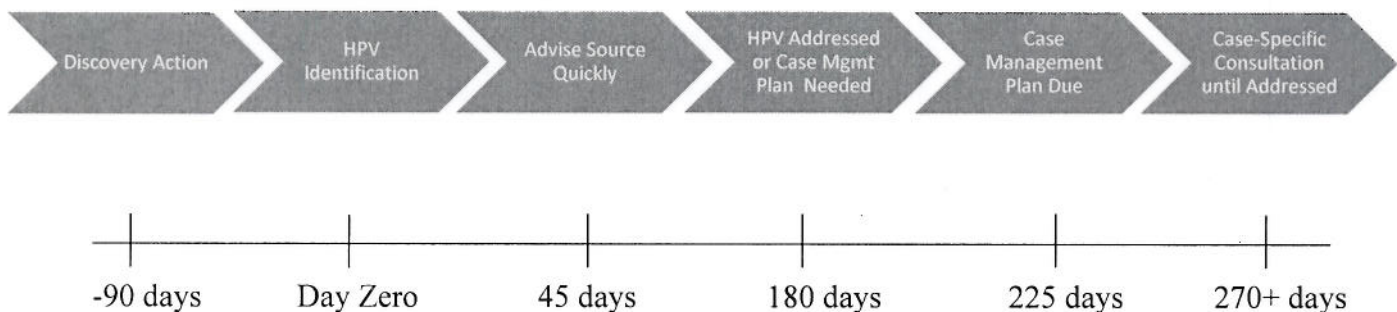 Discovery Action
HPV
Identification
Advise Source
Quickly
HPV Addressed
or Case Mgmt
Plan Needed
Case
Management
Plan Due
Case-Specific
Consultation
until Addressed
-90 days
Day Zero
45 days
180 days
225 days
270+ days